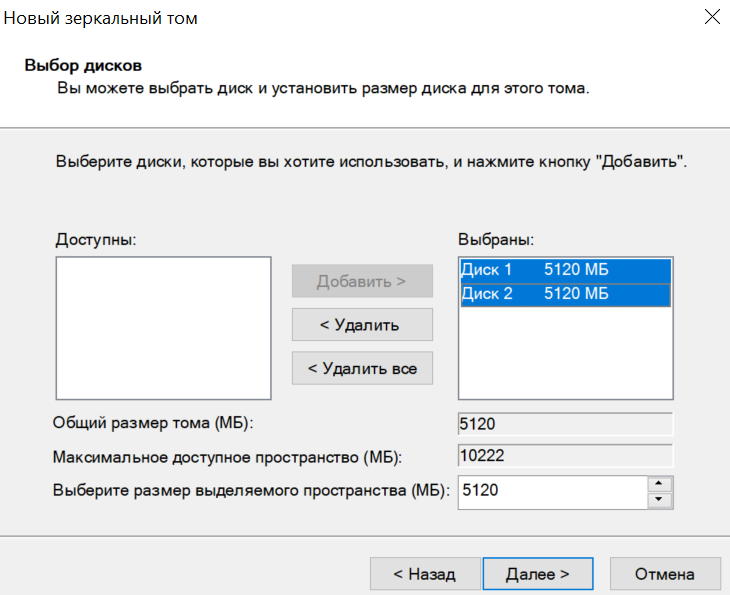 Новый зеркальный том
Выбор дисков
Вы можете выбрать диск и установить размер диска для этого тома.
Выберите диски, которые вы хотите использовать, и нажмите кнопку "Добавить".
Доступны:
Выбраны:
Добавить >
< Удалить
< Удалить все
Диск 1 5120 МБ
Диск 2 5120 МБ
Общий размер тома (МБ): 5120
Максимальное доступное пространство (МБ): 10222
Выберите размер выделяемого пространства (МБ): 5120
< Назад Далее > Отмена